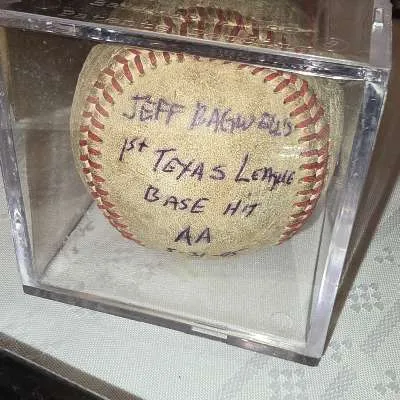 JEFF BAGWELL'S
1st TEXAS LEAGUE
BASE HIT
AA